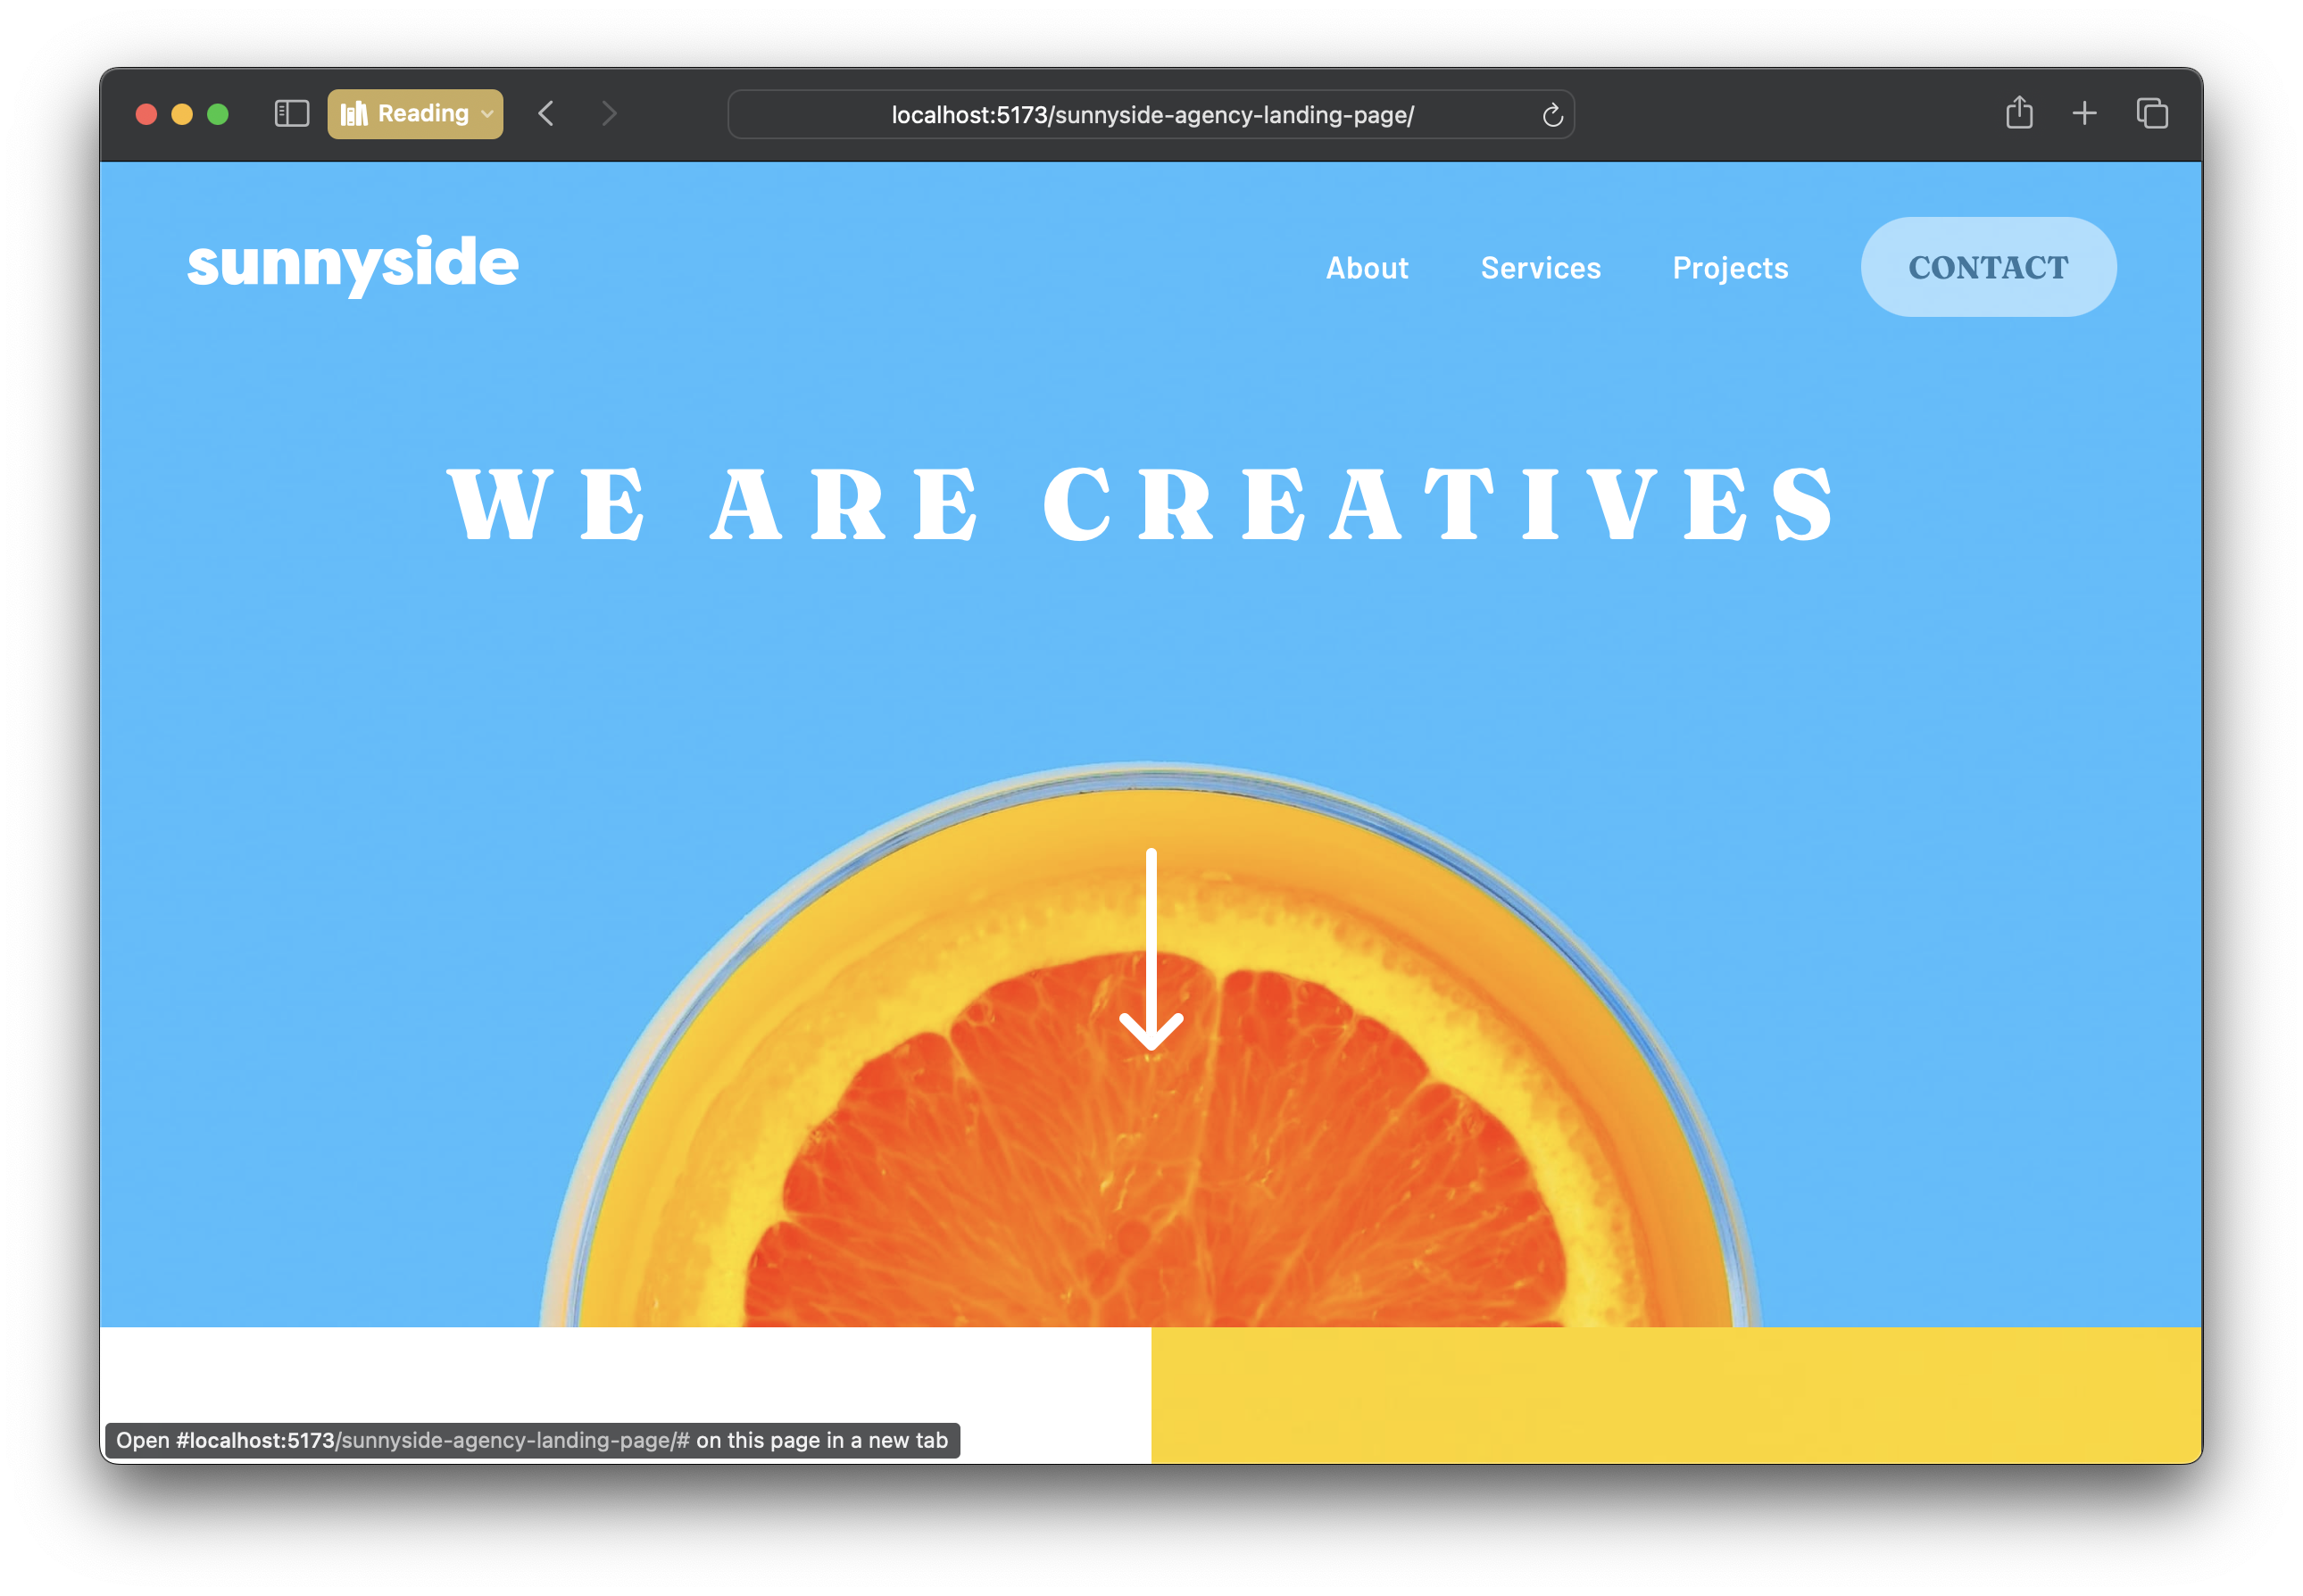 Reading
localhost:5173/sunnyside-agency-landing-page/
sunnyside
About Services Projects CONTACT
WE ARE CREATIVES
Open #localhost:5173/sunnyside-agency-landing-page/# on this page in a new tab